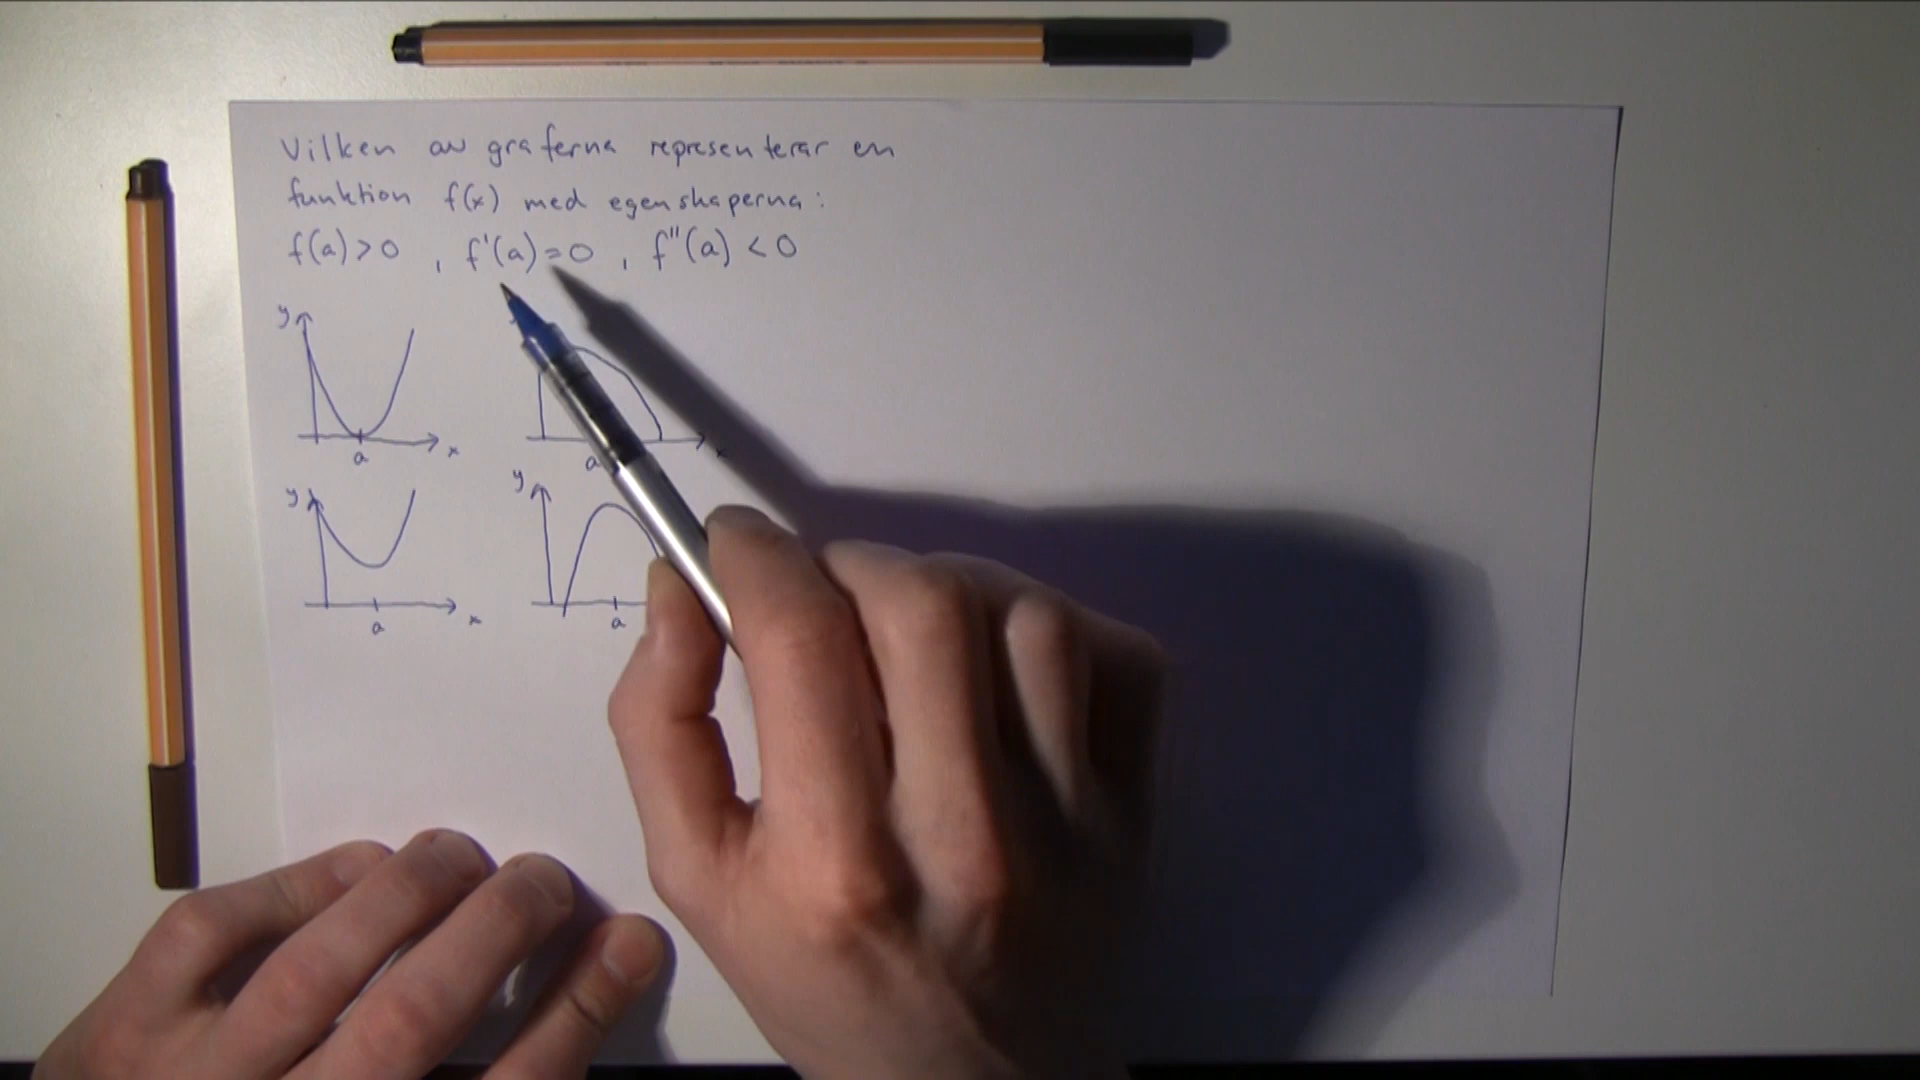 Vilken av graferna representerar en
funktion f(x) med egenskaperna:
f(a)>0 , f'(a)=0 , f"(a) < 0
y
a x
a x
y y
a x a